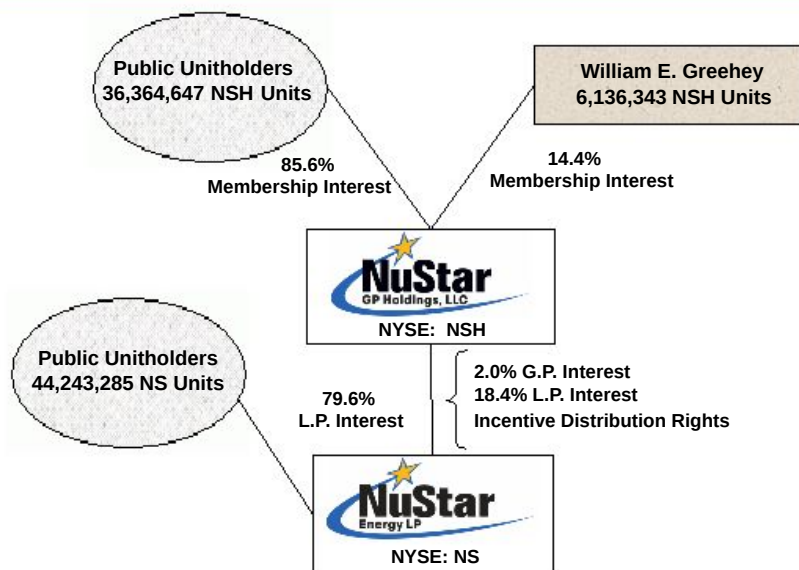 Public Unitholders
36,364,647 NSH Units
William E. Greehey
6,136,343 NSH Units
85.6%
Membership Interest
14.4%
Membership Interest
NuStar
GP Holdings, LLC
NYSE: NSH
Public Unitholders
44,243,285 NS Units
79.6%
L.P. Interest
2.0% G.P. Interest
18.4% L.P. Interest
Incentive Distribution Rights
NuStar
Energy LP
NYSE: NS